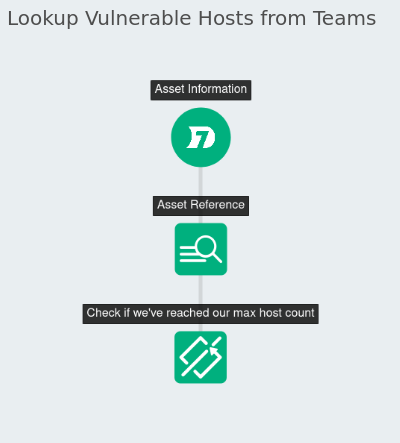 Lookup Vulnerable Hosts from Teams
Asset Information
Asset Reference
Check if we've reached our max host count